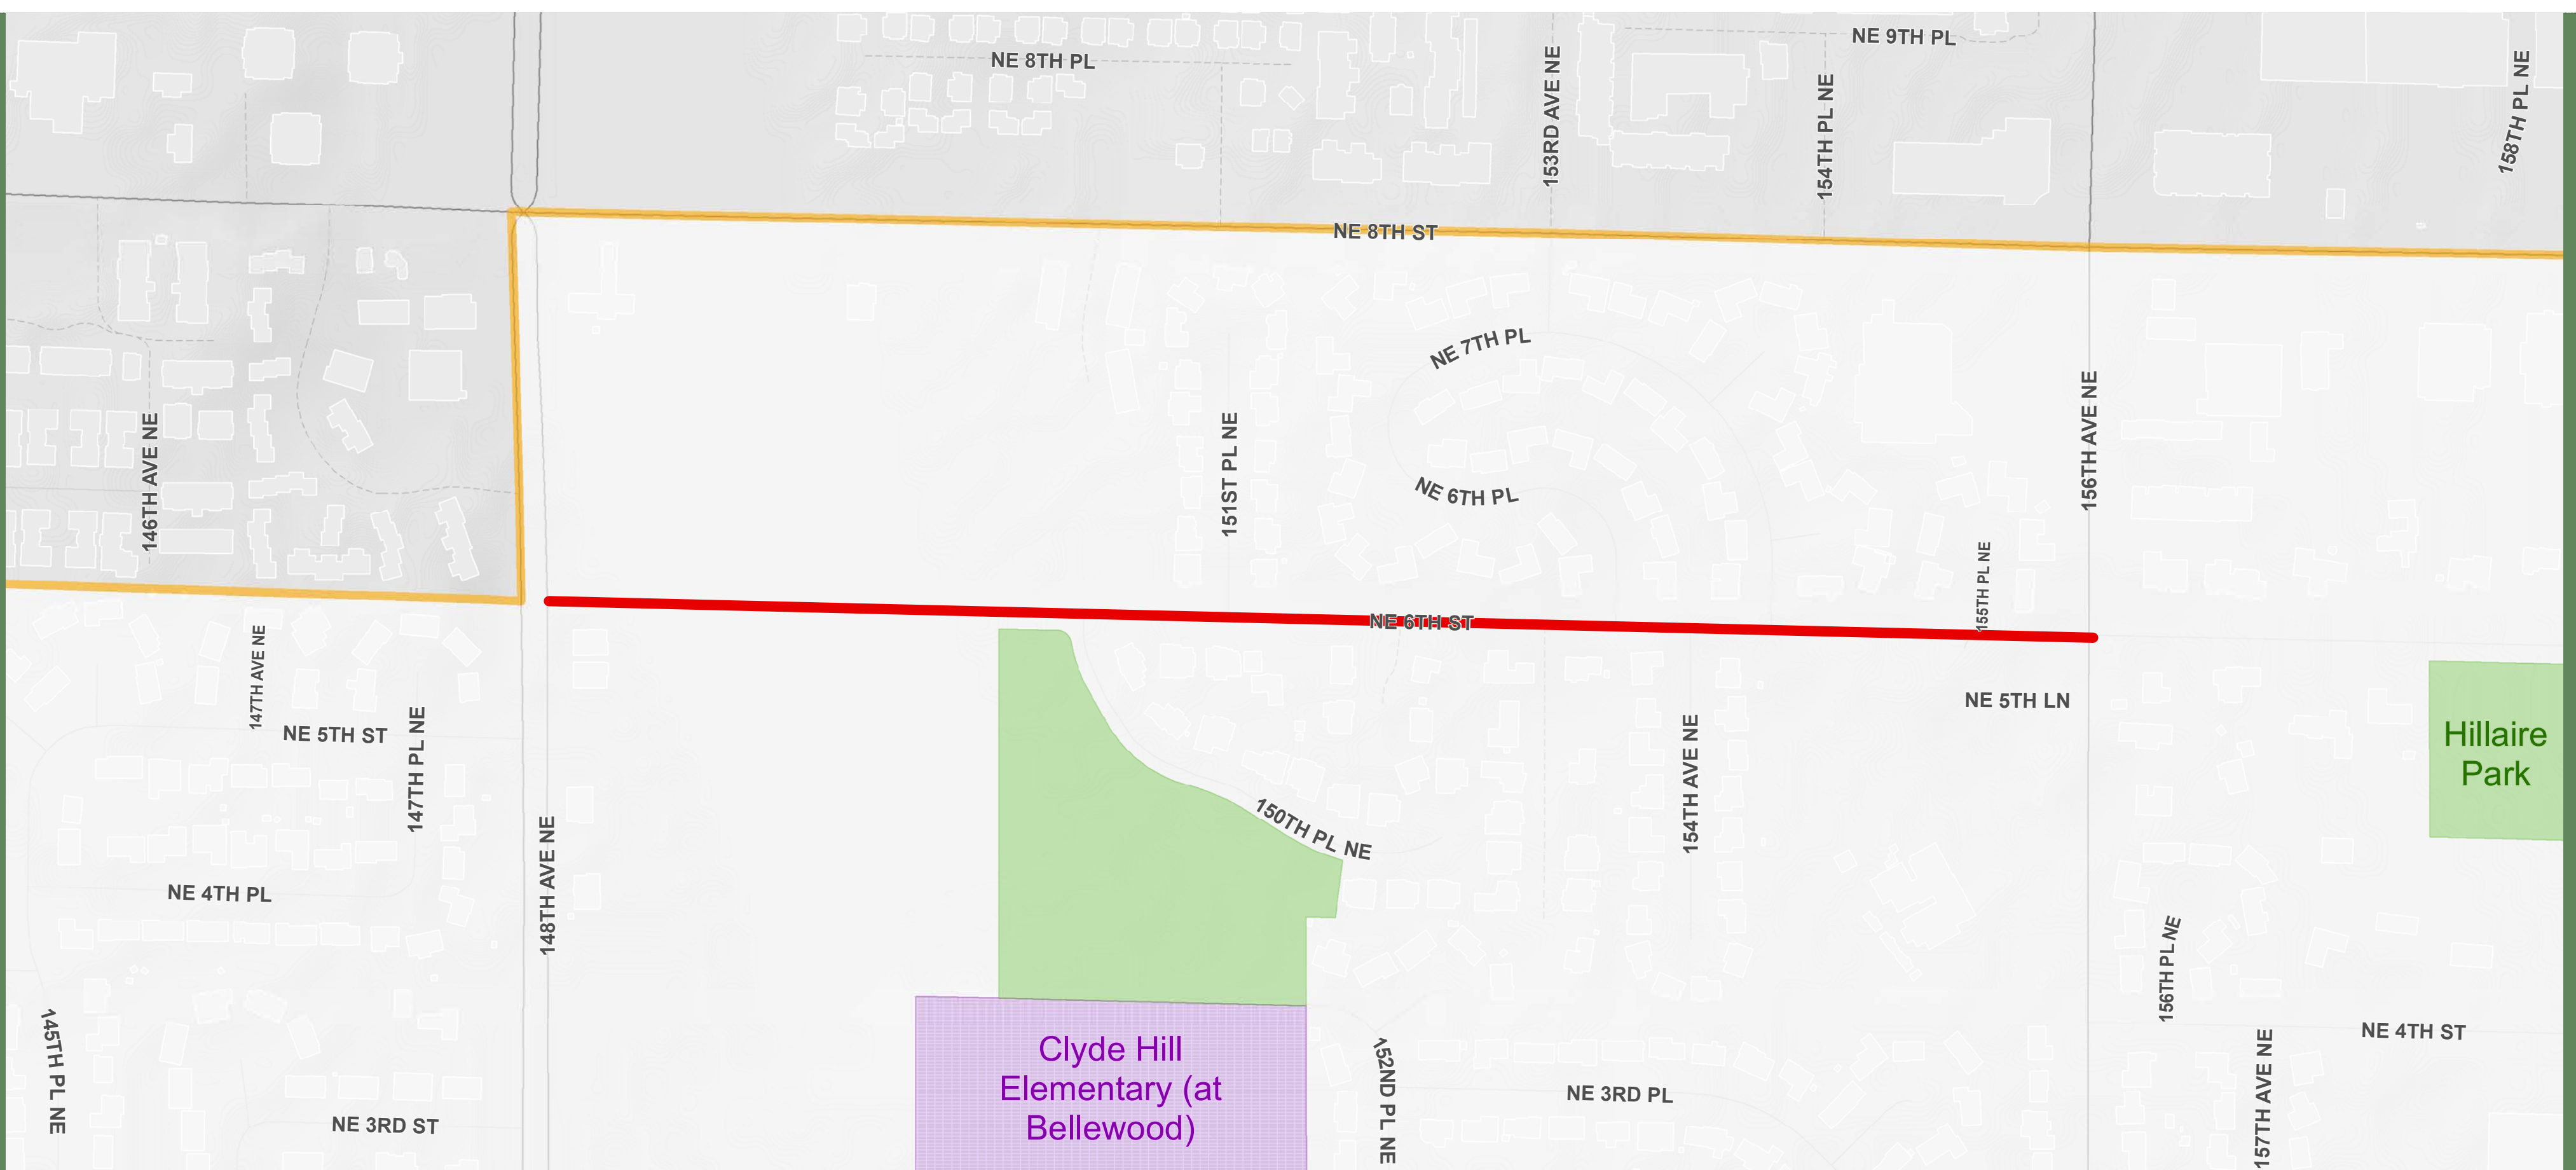 NE 9TH PL
NE 8TH PL
153RD AVE NE
154TH PL NE
158TH PL NE
NE 8TH ST
NE 7TH PL
NE 6TH PL
146TH AVE NE
151ST PL NE
156TH AVE NE
155TH PL NE
NE 6TH ST
147TH AVE NE
NE 5TH ST
147TH PL NE
NE 5TH LN
154TH AVE NE
Hillaire
Park
150TH PL NE
148TH AVE NE
NE 4TH PL
156TH PL NE
145TH PL NE
NE 4TH ST
Clyde Hill
Elementary (at
Bellewood)
152ND PL NE
NE 3RD PL
157TH AVE NE
NE 3RD ST